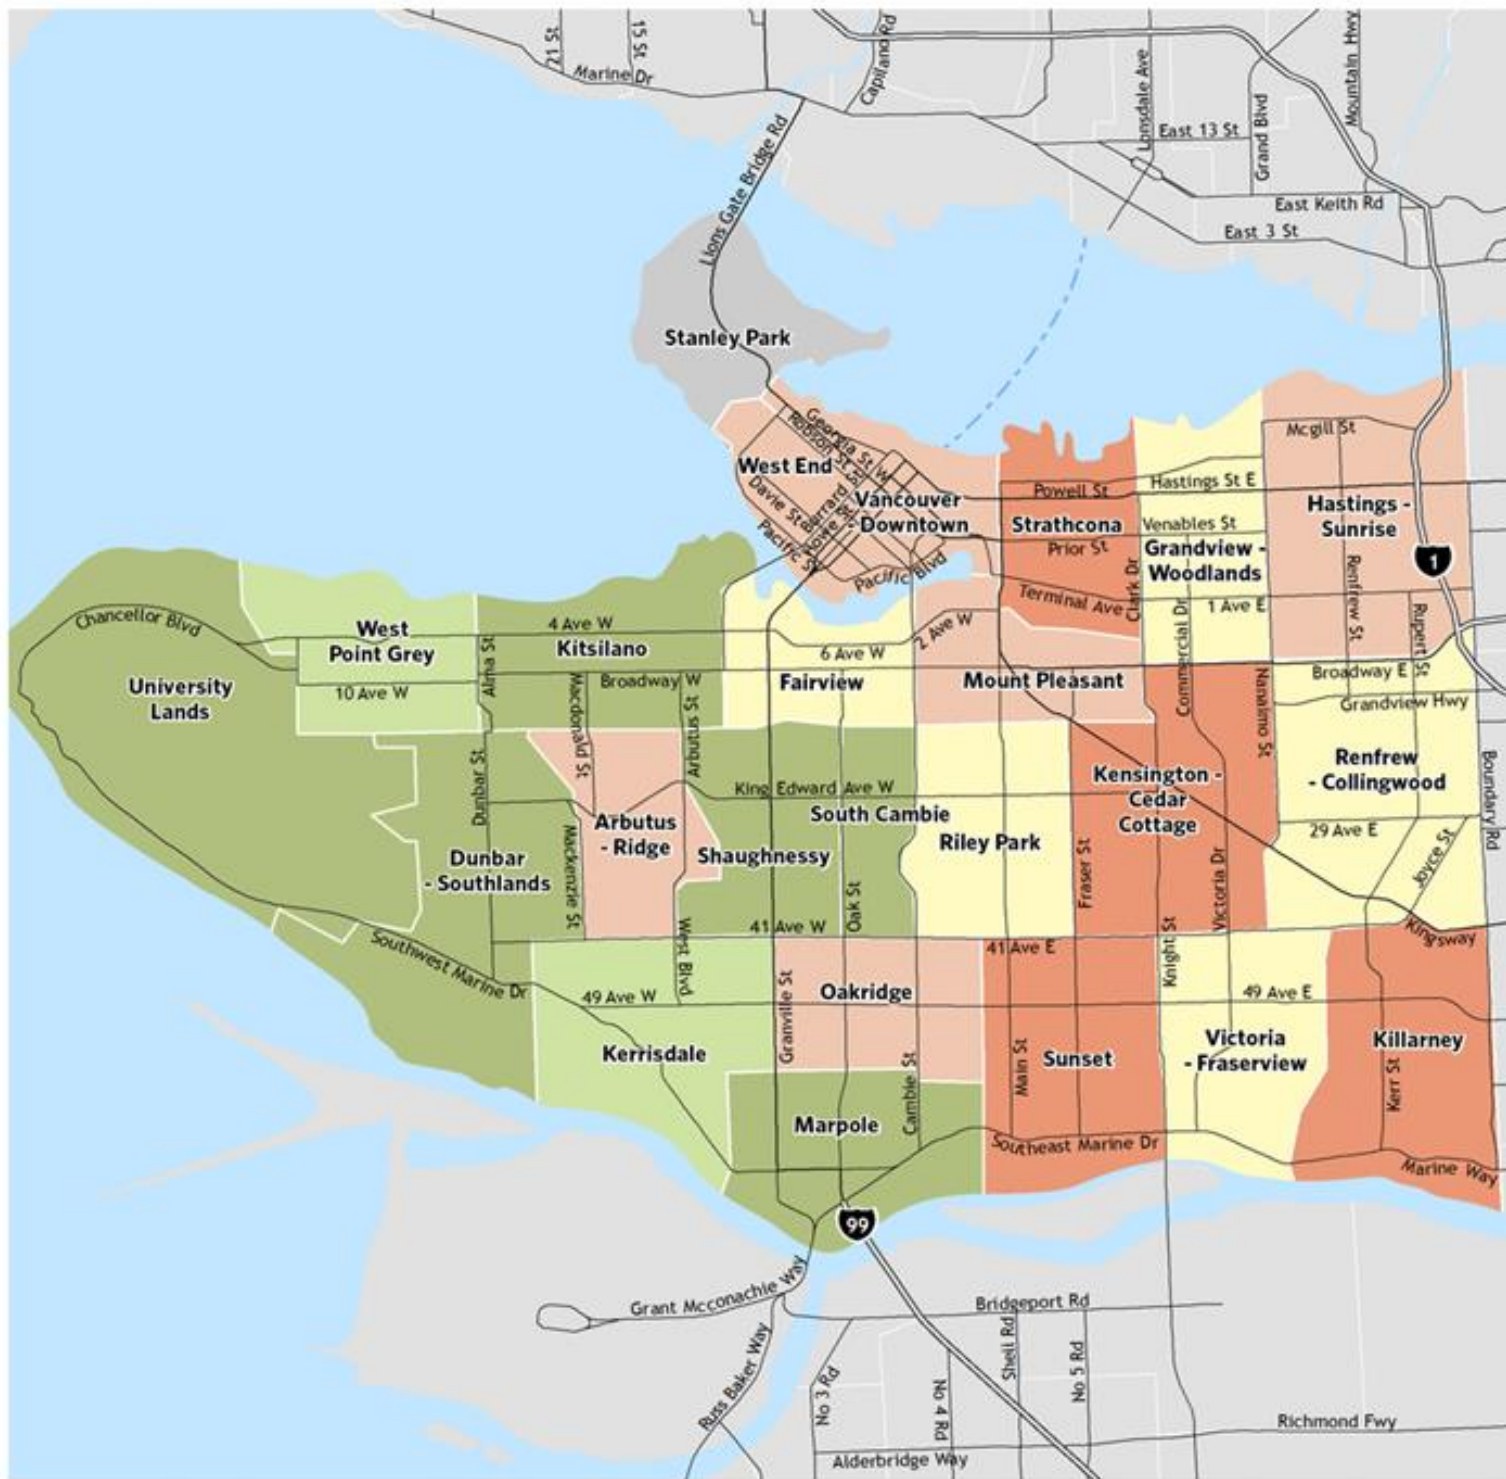 21 St
15 St
Marine Dr
Capilano Rd
Lonsdale Ave
Grand Blvd
Mountain Hwy
East 13 St
East Keith Rd
East 3 St
Lions Gate Bridge Rd
Stanley Park
Georgia St W
Robson St
West End
Davie St
Burrard St
Howe St
Pacific St
Vancouver
Downtown
Pacific Blvd
Powell St
Strathcona
Prior St
Terminal Ave
Clark Dr
Hastings St E
Venables St
Grandview -
Woodlands
1 Ave E
Commercial Dr
Mcgill St
Hastings -
Sunrise
Renfrew St
Rupert St
1
Chancellor Blvd
University
Lands
West
Point Grey
10 Ave W
Alma St
4 Ave W
Kitsilano
Broadway W
Macdonald St
Arbutus St
6 Ave W
Fairview
2 Ave W
Mount Pleasant
Nanaimo St
Broadway E
Grandview Hwy
Renfrew
- Collingwood
29 Ave E
Joyce St
Boundary Rd
Kingsway
Dunbar St
Dunbar
- Southlands
Mackenzie St
Arbutus
- Ridge
King Edward Ave W
South Cambie
Shaughnessy
Oak St
41 Ave W
West Blvd
Riley Park
Fraser St
Kensington -
Cedar
Cottage
Victoria Dr
Knight St
41 Ave E
Southwest Marine Dr
49 Ave W
Kerrisdale
Granville St
Oakridge
Cambie St
Main St
Sunset
49 Ave E
Victoria
- Fraserview
Killarney
Kerr St
Marpole
Southeast Marine Dr
Marine Way
99
Grant Mcconachie Way
Russ Baker Way
Bridgeport Rd
No 3 Rd
No 4 Rd
Shell Rd
No 5 Rd
Richmond Fwy
Alderbridge Way